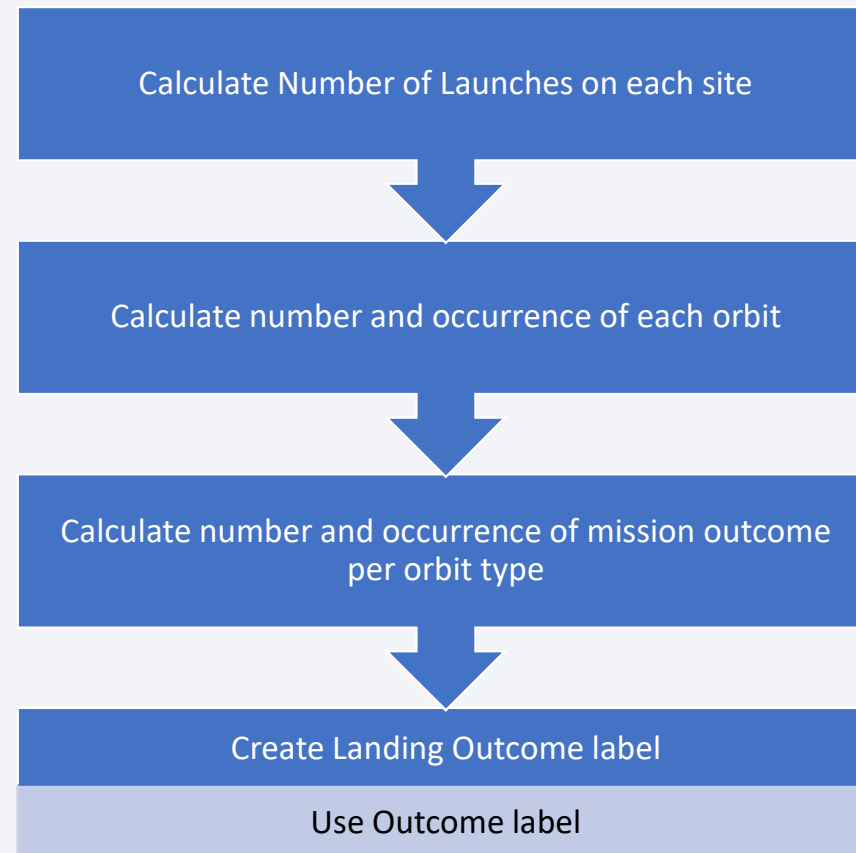 Calculate Number of Launches on each site
Calculate number and occurrence of each orbit
Calculate number and occurrence of mission outcome
per orbit type
Create Landing Outcome label
Use Outcome label